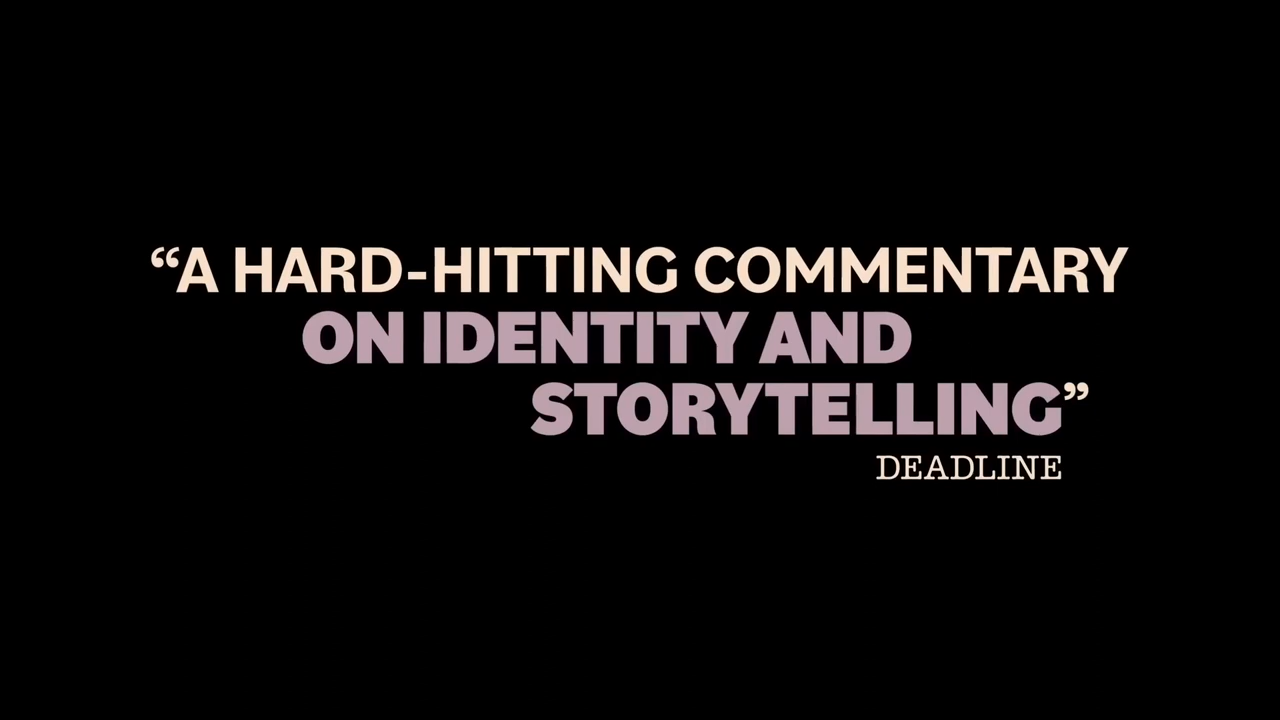 “A HARD-HITTING COMMENTARY
ON IDENTITY AND
STORYTELLING”
DEADLINE